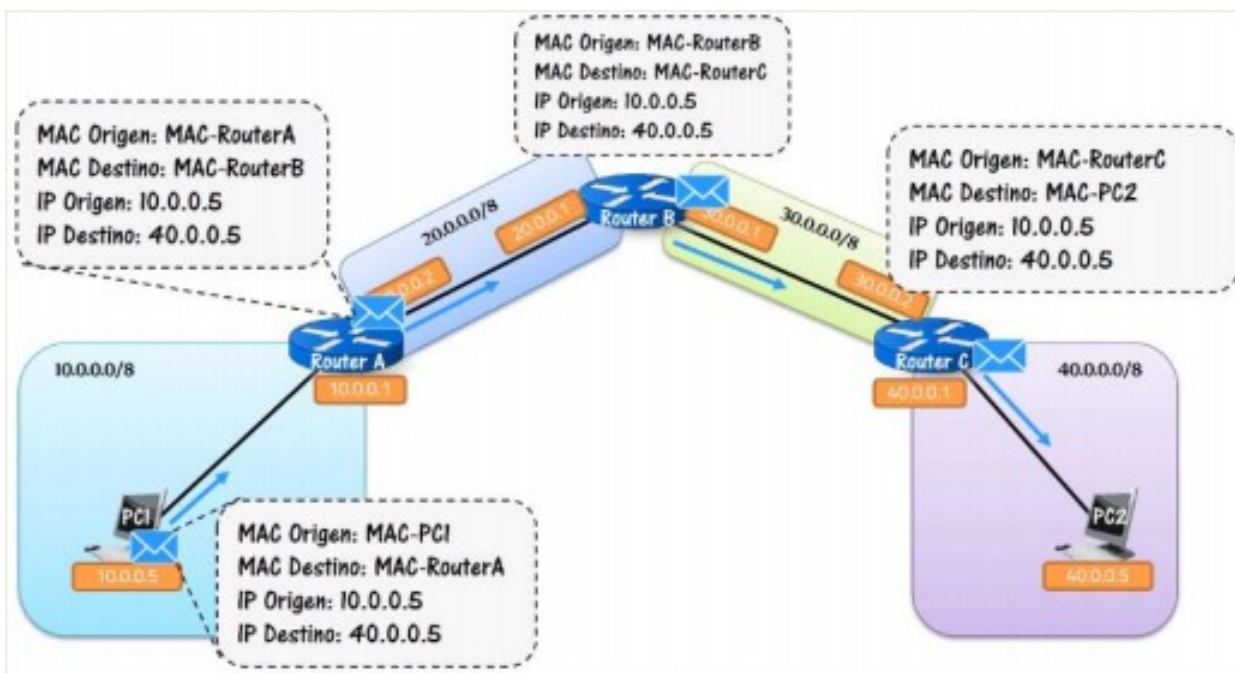 MAC Origen: MAC-RouterB
MAC Destino: MAC-RouterC
IP Origen: 10.0.0.5
IP Destino: 40.0.0.5
MAC Origen: MAC-RouterA
MAC Destino: MAC-RouterB
IP Origen: 10.0.0.5
IP Destino: 40.0.0.5
MAC Origen: MAC-RouterC
MAC Destino: MAC-PC2
IP Origen: 10.0.0.5
IP Destino: 40.0.0.5
20.0.0.0/8
20.0.0.1
Router B
30.0.0.1
30.0.0.0/8
30.0.0.2
Router A
10.0.0.1
Router C
40.0.0.1
10.0.0.0/8
40.0.0.0/8
PC1
10.0.0.5
MAC Origen: MAC-PC1
MAC Destino: MAC-RouterA
IP Origen: 10.0.0.5
IP Destino: 40.0.0.5
PC2
40.0.0.5